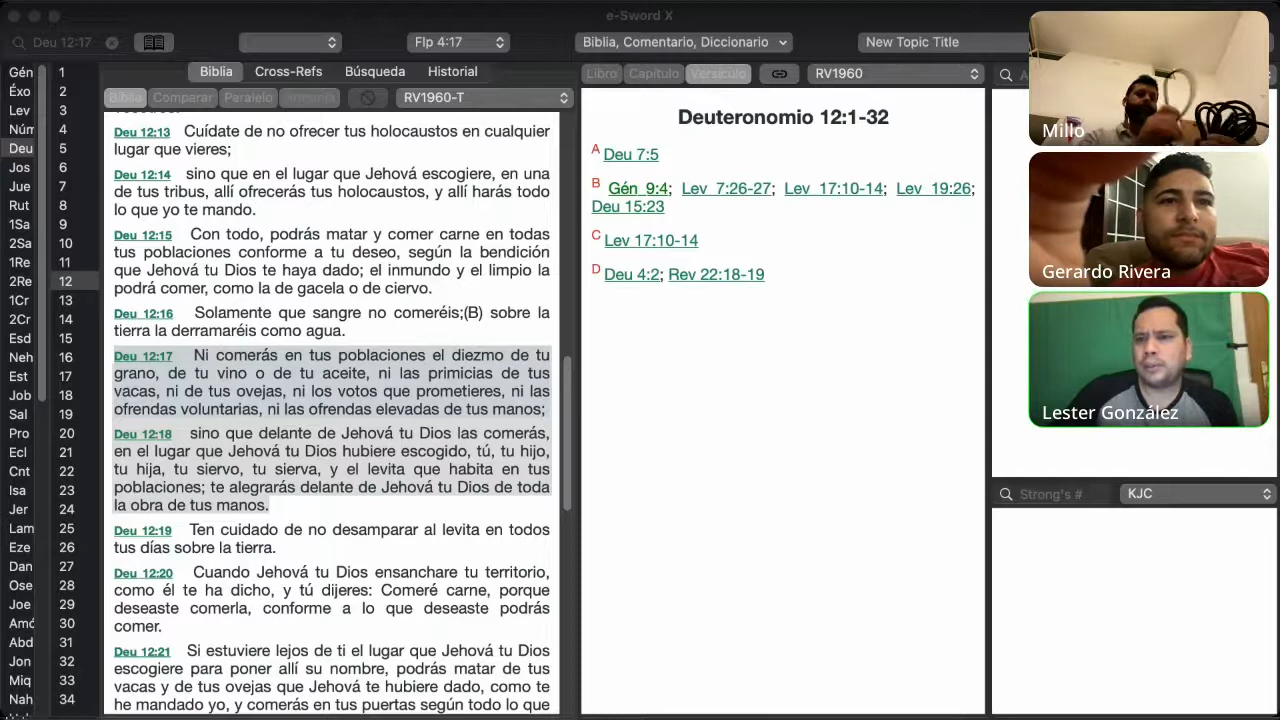 e-Sword X
Deu 12:17
Flp 4:17
Biblia, Comentario, Diccionario
New Topic Title
Biblia
Cross-Refs
Búsqueda
Historial
Biblia
Comparar
Paralelo
RV1960-T
Libro
Capítulo
Versículo
RV1960
Gén
Éxo
Lev
Núm
Deu
Jos
Jue
Rut
1Sa
2Sa
1Re
2Re
1Cr
2Cr
Esd
Neh
Est
Job
Sal
Pro
Ecl
Cnt
Isa
Jer
Lam
Eze
Dan
Ose
Joe
Amó
Abd
Jon
Miq
Nah
1
2
3
4
5
6
7
8
9
10
11
12
13
14
15
16
17
18
19
20
21
22
23
24
25
26
27
28
29
30
31
32
33
34
Deu 12:13 Cuídate de no ofrecer tus holocaustos en cualquier
lugar que vieres;
Deu 12:14 sino que en el lugar que Jehová escogiere, en una
de tus tribus, allí ofrecerás tus holocaustos, y allí harás todo
lo que yo te mando.
Deu 12:15 Con todo, podrás matar y comer carne en todas
tus poblaciones conforme a tu deseo, según la bendición
que Jehová tu Dios te haya dado; el inmundo y el limpio la
podrá comer, como la de gacela o de ciervo.
Deu 12:16 Solamente que sangre no comeréis;(B) sobre la
tierra la derramaréis como agua.
Deu 12:17 Ni comerás en tus poblaciones el diezmo de tu
grano, de tu vino o de tu aceite, ni las primicias de tus
vacas, ni de tus ovejas, ni los votos que prometieres, ni las
ofrendas voluntarias, ni las ofrendas elevadas de tus manos;
Deu 12:18 sino que delante de Jehová tu Dios las comerás,
en el lugar que Jehová tu Dios hubiere escogido, tú, tu hijo,
tu hija, tu siervo, tu sierva, y el levita que habita en tus
poblaciones; te alegrarás delante de Jehová tu Dios de toda
la obra de tus manos.
Deu 12:19 Ten cuidado de no desamparar al levita en todos
tus días sobre la tierra.
Deu 12:20 Cuando Jehová tu Dios ensanchare tu territorio,
como él te ha dicho, y tú dijeres: Comeré carne, porque
deseaste comerla, conforme a lo que deseaste podrás
comer.
Deu 12:21 Si estuviere lejos de ti el lugar que Jehová tu Dios
escogiere para poner allí su nombre, podrás matar de tus
vacas y de tus ovejas que Jehová te hubiere dado, como te
he mandado yo, y comerás en tus puertas según todo lo que
Deuteronomio 12:1-32
A Deu 7:5
B Gén 9:4; Lev 7:26-27; Lev 17:10-14; Lev 19:26;
Deu 15:23
C Lev 17:10-14
D Deu 4:2; Rev 22:18-19
Millo
Gerardo Rivera
Lester González
Strong's #
KJC